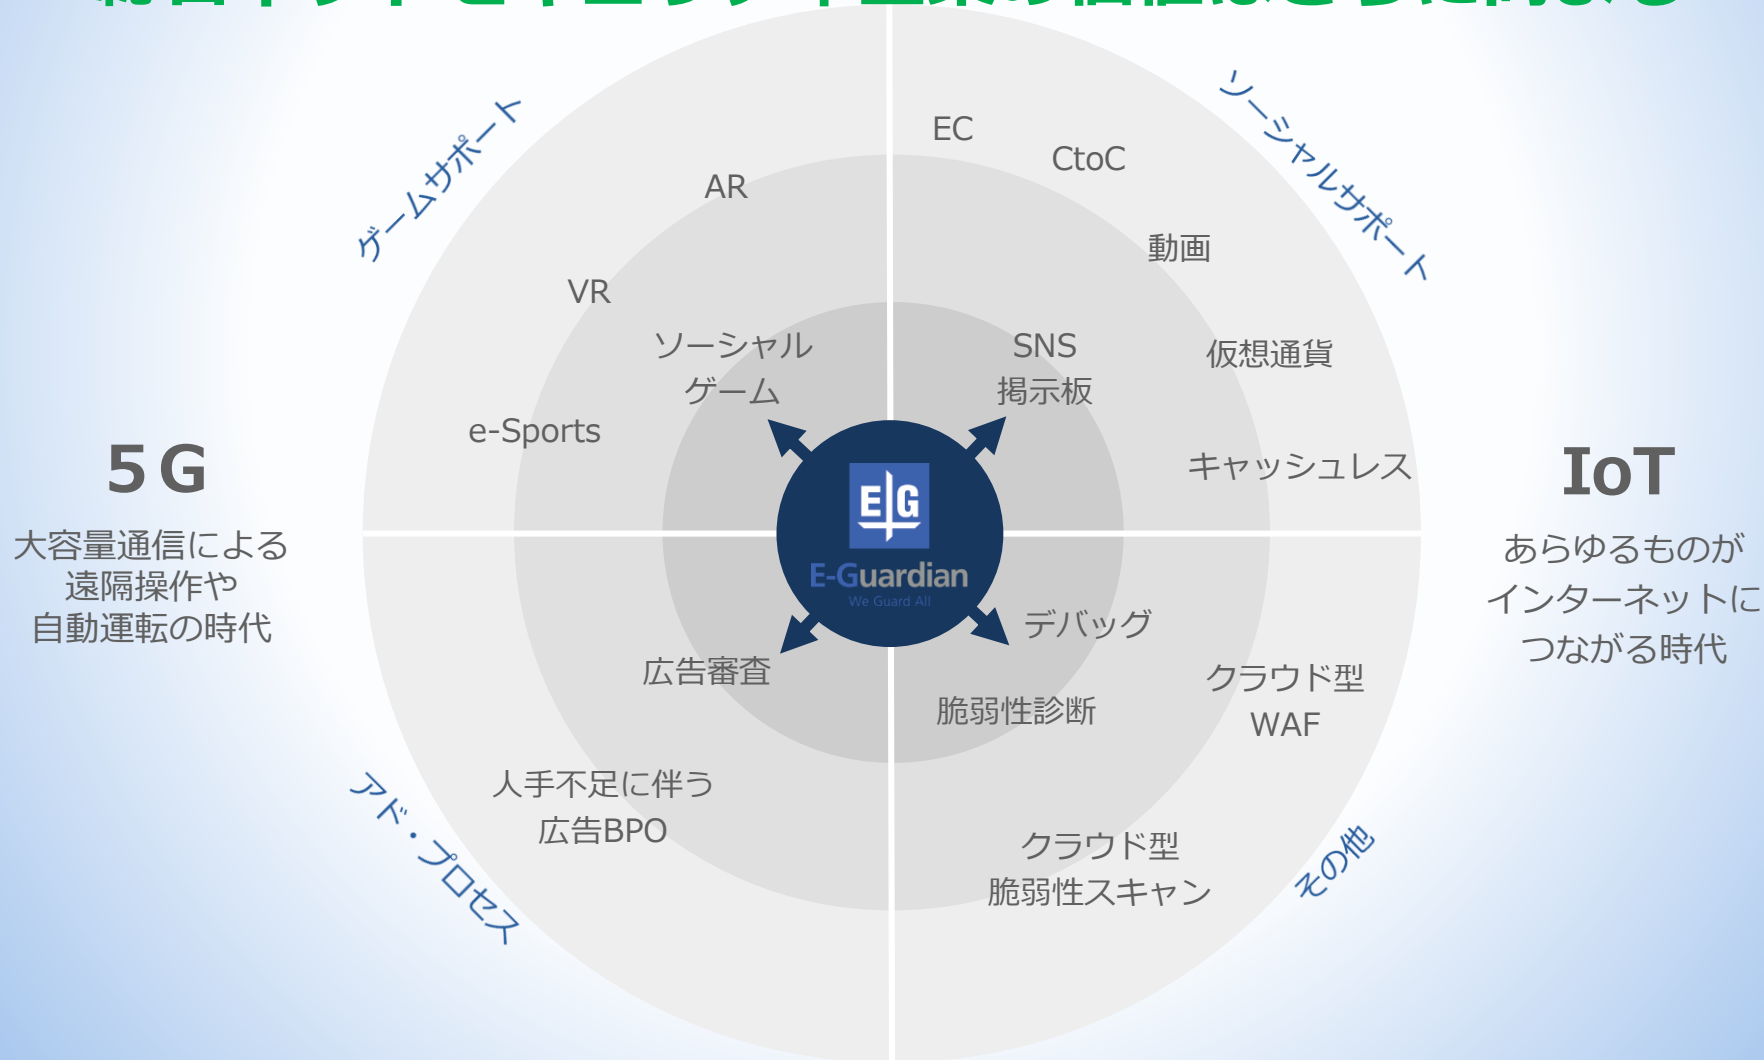 ゲームサポート
ソーシャルサポート
EC
CtoC
AR
動画
VR
ソーシャル
ゲーム
SNS
掲示板
仮想通貨
e-Sports
キャッシュレス
5G
大容量通信による
遠隔操作や
自動運転の時代
E G
E-Guardian
We Guard All
IoT
あらゆるものが
インターネットに
つながる時代
広告審査
デバッグ
脆弱性診断
クラウド型
WAF
人手不足に伴う
広告BPO
クラウド型
脆弱性スキャン
アド・プロセス
その他